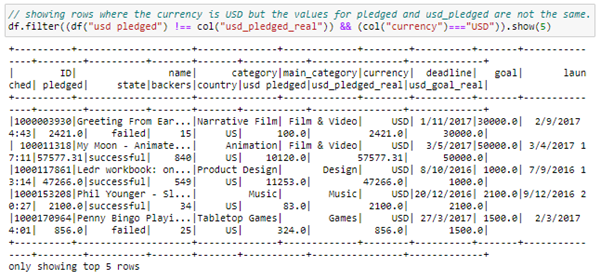 // showing rows where the currency is USD but the values for pledged and usd_pledged are not the same.
df.filter((df("usd pledged") !== col("usd_pledged_real")) && (col("currency")==="USD")).show(5)
+----------+--------------------+--------------+-------------+--------+----------+-------+-------------
---+--------+----------+-------+-------+-----------+----------------+-------------+
|        ID|                name|      category|main_category|currency|  deadline|   goal|         laun
ched| pledged|     state|backers|country|usd pledged|usd_pledged_real|usd_goal_real|
+----------+--------------------+--------------+-------------+--------+----------+-------+-------------
---+--------+----------+-------+-------+-----------+----------------+-------------+
|1000003930|Greeting From Ear...|Narrative Film| Film & Video|     USD| 1/11/2017|30000.0|     2/9/2017
4:43|  2421.0|    failed|     15|     US|      100.0|          2421.0|      30000.0|
| 100011318|My Moon - Animate...|     Animation| Film & Video|     USD|  3/5/2017|50000.0|    3/4/2017 1
7:11|57577.31|successful|    840|     US|    10120.0|        57577.31|      50000.0|
|1000117861|Ledr workbook: on...|Product Design|       Design|     USD| 8/10/2016| 1000.0|    7/9/2016 1
3:14| 47266.0|successful|    549|     US|    11253.0|         47266.0|       1000.0|
|1000153208|Phil Younger - Sl...|         Music|        Music|     USD|20/12/2016| 2100.0|9/12/2016 2
0:27|  2100.0|successful|     34|     US|       83.0|          2100.0|       2100.0|
|1000170964|Penny Bingo Playi...|Tabletop Games|        Games|     USD| 27/3/2017| 1500.0|     2/3/2017
4:01|   856.0|    failed|     25|     US|      324.0|           856.0|       1500.0|
+----------+--------------------+--------------+-------------+--------+----------+-------+-------------
---+--------+----------+-------+-------+-----------+----------------+-------------+
only showing top 5 rows